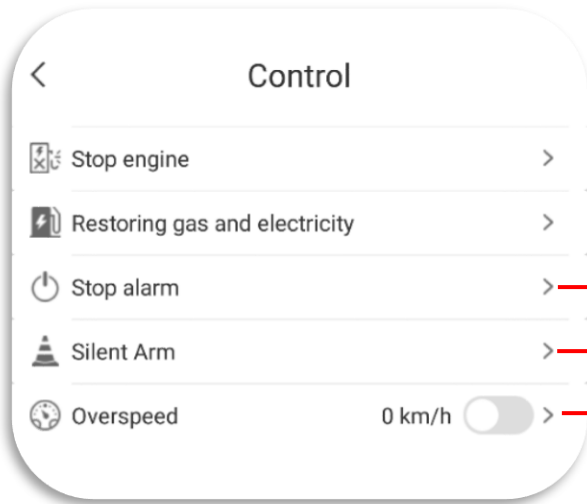 Control
Stop engine
Restoring gas and electricity
Stop alarm
Silent Arm
Overspeed 0 km/h